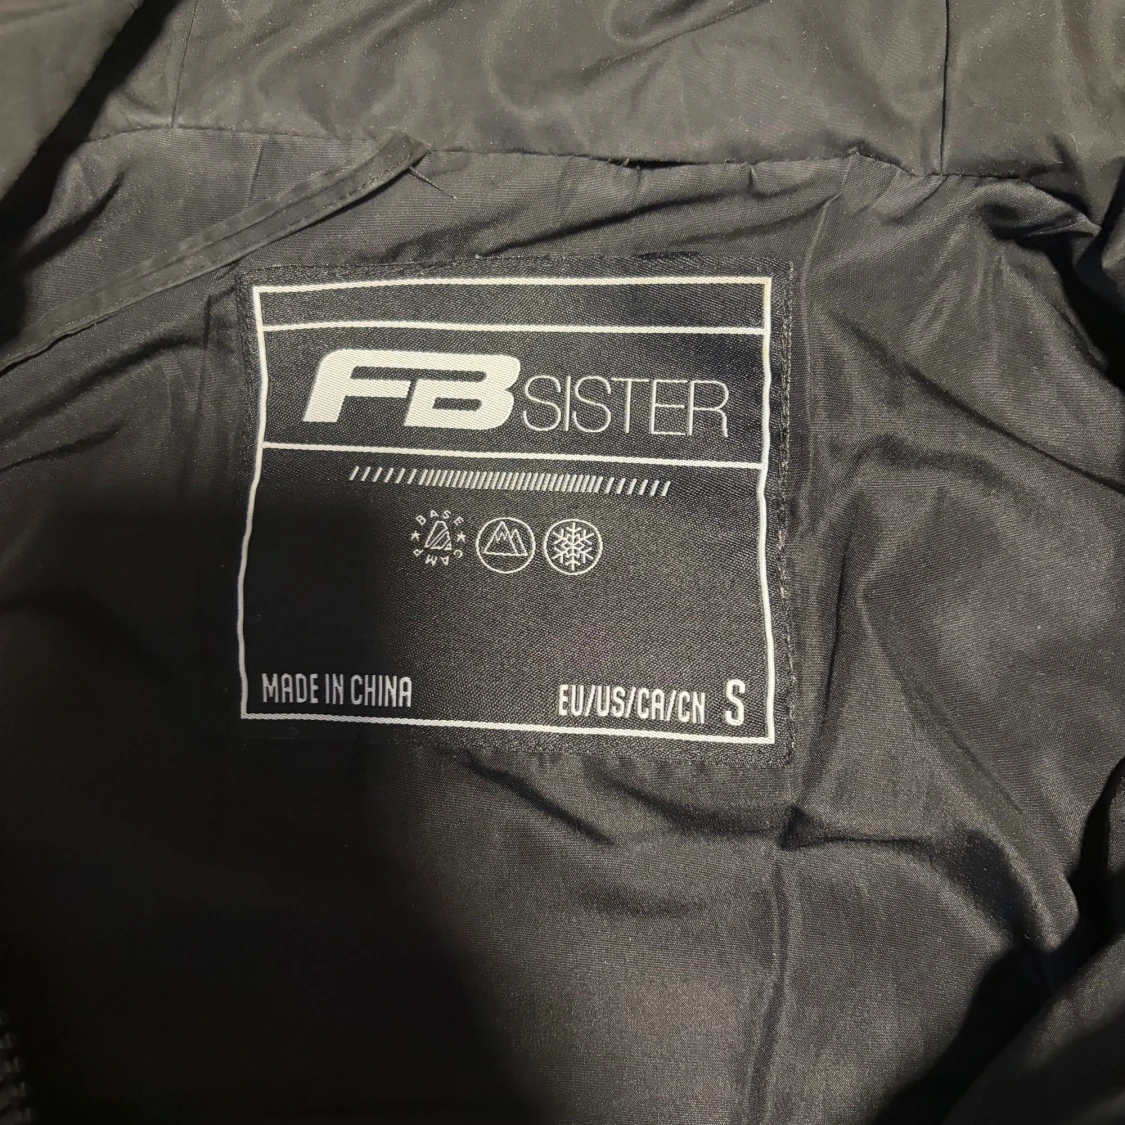 FB SISTER
BASE CAMP
MADE IN CHINA
EU/US/CA/CN S